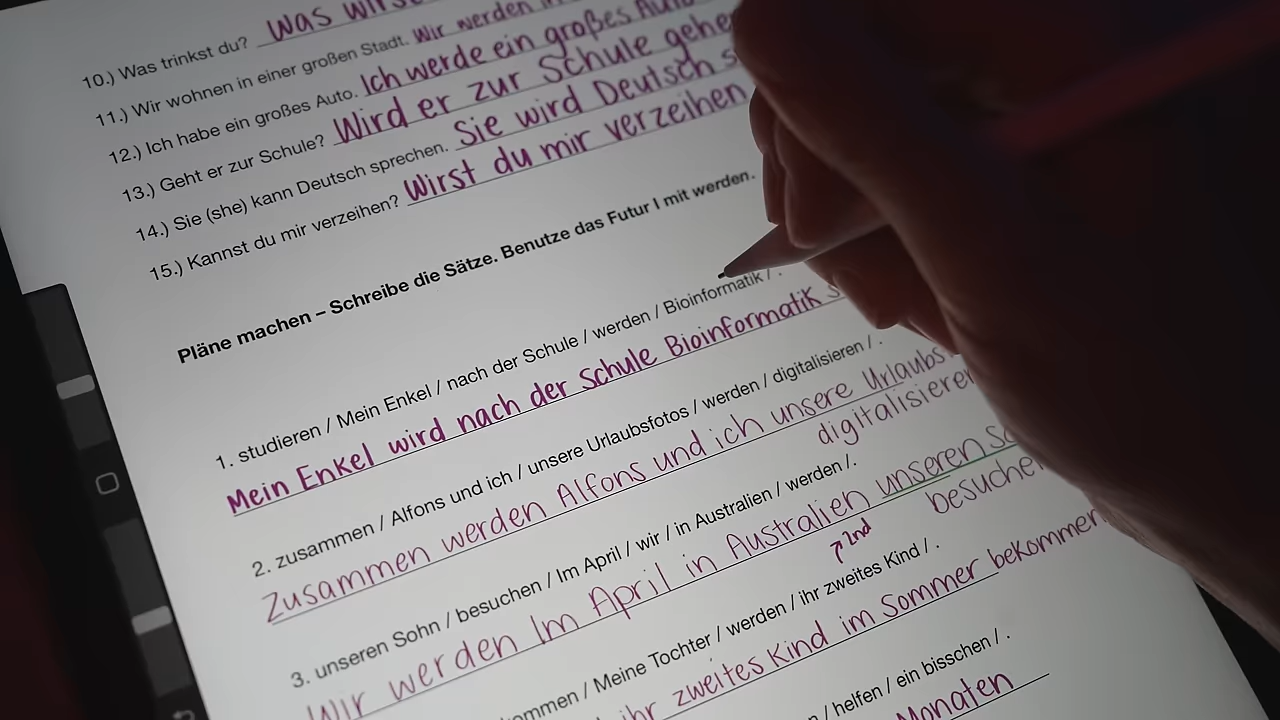 10.) Was trinkst du? Was wirst
11.) Wir wohnen in einer großen Stadt. Wir werden in
12.) Ich habe ein großes Auto. Ich werde ein großes Auto
13.) Geht er zur Schule? Wird er zur Schule gehe
14.) Sie (she) kann Deutsch sprechen. Sie wird Deutsch s
15.) Kannst du mir verzeihen? Wirst du mir verzeihen
Pläne machen – Schreibe die Sätze. Benutze das Futur I mit werden.
1. studieren / Mein Enkel / nach der Schule / werden / Bioinformatik / .
Mein Enkel wird nach der Schule Bioinformatik s
2. zusammen / Alfons und ich / unsere Urlaubsfotos / werden / digitalisieren / .
Zusammen werden Alfons und ich unsere Urlaubs
digitalisieren
3. unseren Sohn / besuchen / Im April / wir / in Australien / werden /.
Wir werden Im April in Australien unseren So
besuchen
↗ 2nd
kommen / Meine Tochter / werden / ihr zweites Kind / .
ihr zweites Kind im Sommer bekommen
n / helfen / ein bisschen / .
Monaten